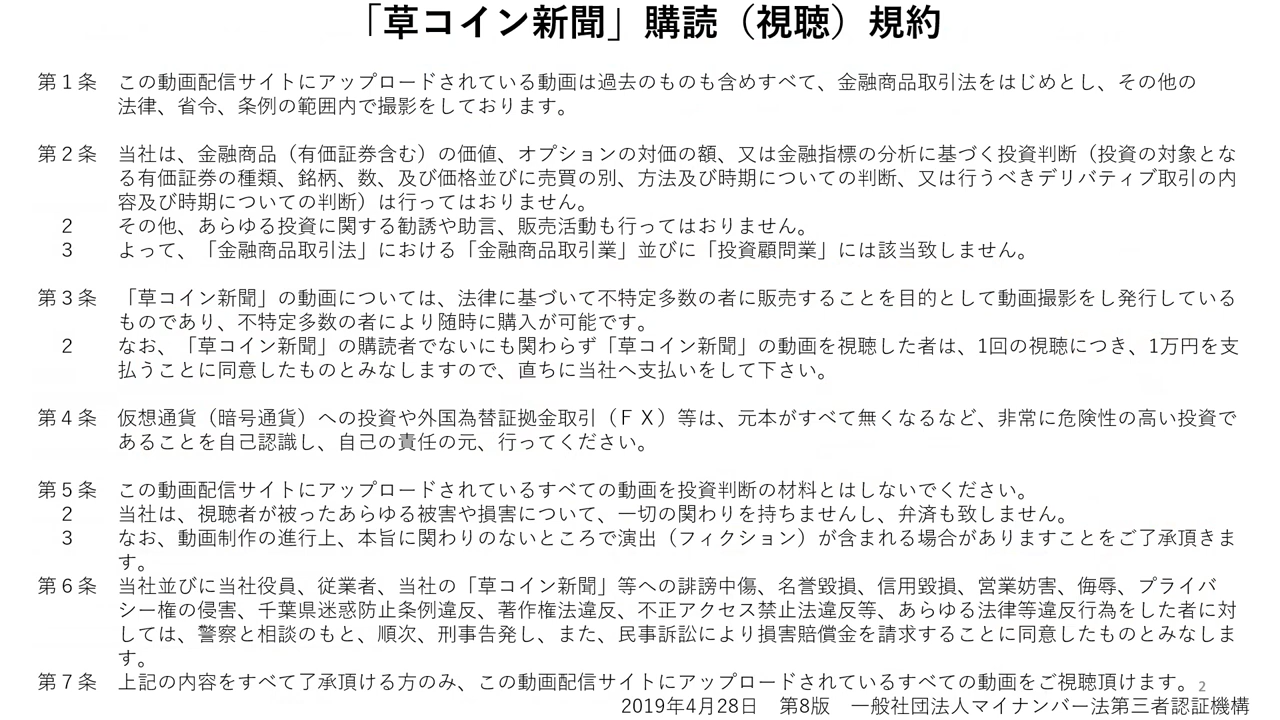 「草コイン新聞」購読（視聴）規約
第１条　この動画配信サイトにアップロードされている動画は過去のものも含めすべて、金融商品取引法をはじめとし、その他の
法律、省令、条例の範囲内で撮影をしております。
第２条　当社は、金融商品（有価証券含む）の価値、オプションの対価の額、又は金融指標の分析に基づく投資判断（投資の対象とな
る有価証券の種類、銘柄、数、及び価格並びに売買の別、方法及び時期についての判断、又は行うべきデリバティブ取引の内
容及び時期についての判断）は行ってはおりません。
２　その他、あらゆる投資に関する勧誘や助言、販売活動も行ってはおりません。
３　よって、「金融商品取引法」における「金融商品取引業」並びに「投資顧問業」には該当致しません。
第３条　「草コイン新聞」の動画については、法律に基づいて不特定多数の者に販売することを目的として動画撮影をし発行している
ものであり、不特定多数の者により随時に購入が可能です。
２　なお、「草コイン新聞」の購読者でないにも関わらず「草コイン新聞」の動画を視聴した者は、1回の視聴につき、1万円を支
払うことに同意したものとみなしますので、直ちに当社へ支払いをして下さい。
第４条　仮想通貨（暗号通貨）への投資や外国為替証拠金取引（ＦＸ）等は、元本がすべて無くなるなど、非常に危険性の高い投資で
あることを自己認識し、自己の責任の元、行ってください。
第５条　この動画配信サイトにアップロードされているすべての動画を投資判断の材料とはしないでください。
２　当社は、視聴者が被ったあらゆる被害や損害について、一切の関わりを持ちませんし、弁済も致しません。
３　なお、動画制作の進行上、本旨に関わりのないところで演出（フィクション）が含まれる場合がありますことをご了承頂きま
す。
第６条　当社並びに当社役員、従業者、当社の「草コイン新聞」等への誹謗中傷、名誉毀損、信用毀損、営業妨害、侮辱、プライバ
シー権の侵害、千葉県迷惑防止条例違反、著作権法違反、不正アクセス禁止法違反等、あらゆる法律等違反行為をした者に対
しては、警察と相談のもと、順次、刑事告発し、また、民事訴訟により損害賠償金を請求することに同意したものとみなしま
す。
第７条　上記の内容をすべて了承頂ける方のみ、この動画配信サイトにアップロードされているすべての動画をご視聴頂けます。
2
2019年4月28日　第8版　一般社団法人マイナンバー法第三者認証機構